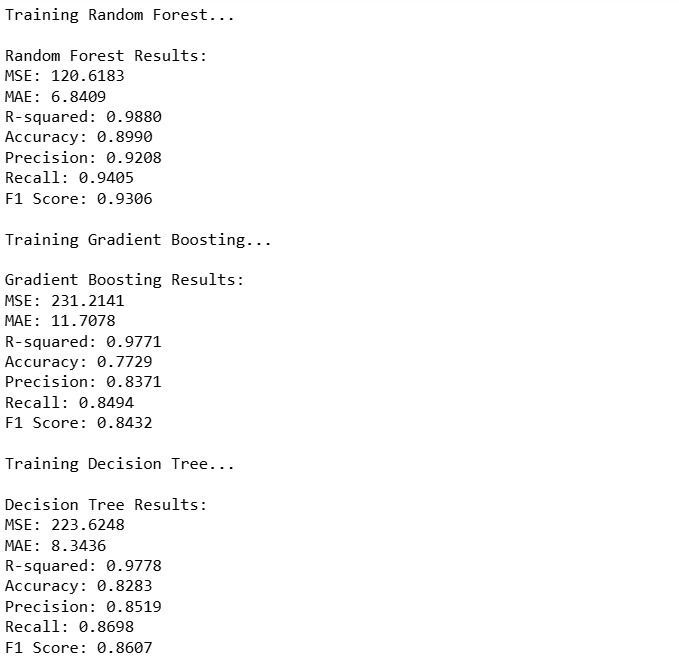 Training Random Forest...
Random Forest Results:
MSE: 120.6183
MAE: 6.8409
R-squared: 0.9880
Accuracy: 0.8990
Precision: 0.9208
Recall: 0.9405
F1 Score: 0.9306
Training Gradient Boosting...
Gradient Boosting Results:
MSE: 231.2141
MAE: 11.7078
R-squared: 0.9771
Accuracy: 0.7729
Precision: 0.8371
Recall: 0.8494
F1 Score: 0.8432
Training Decision Tree...
Decision Tree Results:
MSE: 223.6248
MAE: 8.3436
R-squared: 0.9778
Accuracy: 0.8283
Precision: 0.8519
Recall: 0.8698
F1 Score: 0.8607